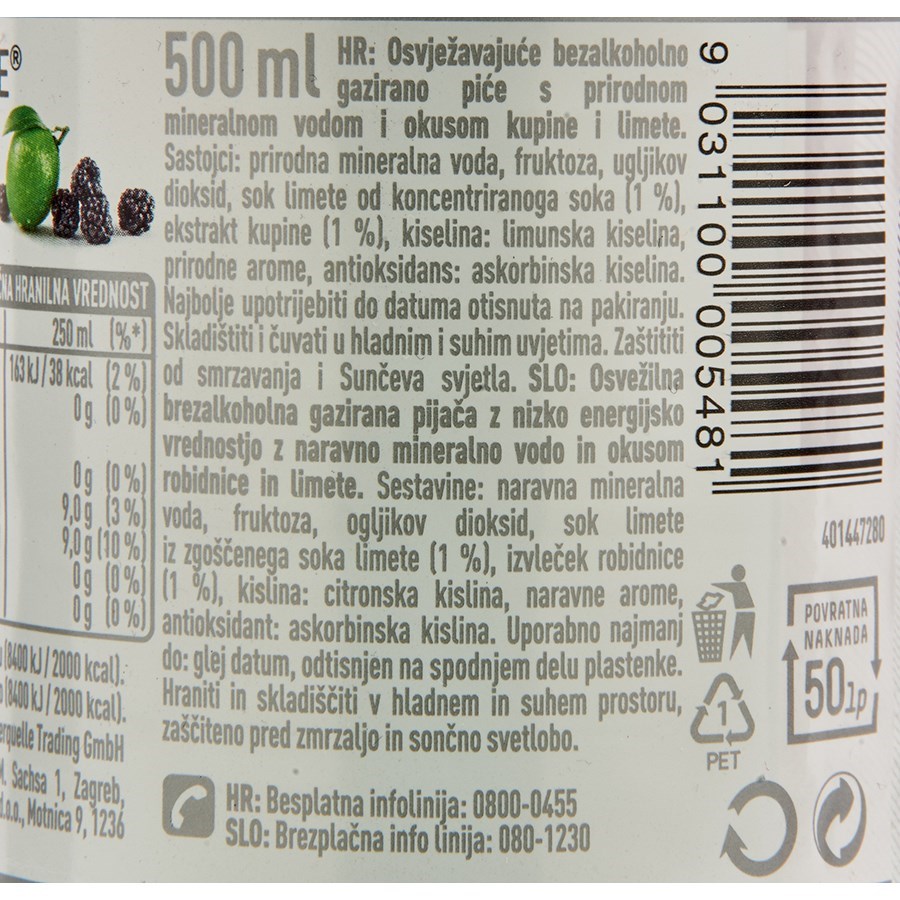 E®
500 ml
HR: Osvježavajuće bezalkoholno
gazirano piće s prirodnom
mineralnom vodom i okusom kupine i limete.
Sastojci: prirodna mineralna voda, fruktoza, ugljikov
dioksid, sok limete od koncentriranoga soka (1 %),
ekstrakt kupine (1 %), kiselina: limunska kiselina,
prirodne arome, antioksidans: askorbinska kiselina.
Najbolje upotrijebiti do datuma otisnuta na pakiranju.
Skladištiti i čuvati u hladnim i suhim uvjetima. Zaštititi
od smrzavanja i Sunčeva svjetla. SLO: Osvežilna
brezalkoholna gazirana pijača z nizko energijsko
vrednostjo z naravno mineralno vodo in okusom
robidnice in limete. Sestavine: naravna mineralna
voda, fruktoza, ogljikov dioksid, sok limete
iz zgoščenega soka limete (1 %), izvleček robidnice
(1 %), kislina: citronska kislina, naravne arome,
antioksidant: askorbinska kislina. Uporabno najmanj
do: glej datum, odtisnjen na spodnjem delu plastenke.
Hraniti in skladiščiti v hladnem in suhem prostoru,
zaščiteno pred zmrzaljo in sončno svetlobo.
HR: Besplatna infolinija: 0800-0455
SLO: Brezplačna info linija: 080-1230
HRANILNA VREDNOST
250 ml (%*)
163 kJ / 38 kcal (2 %)
0 g (0 %)
0 g (0 %)
9,0 g (3 %)
9,0 g (10 %)
0 g (0 %)
0 g (0 %)
(8400 kJ / 2000 kcal).
(8400 kJ / 2000 kcal).
Trading GmbH
Sachsa 1, Zagreb,
Motnica 9, 1236
9 031100 005481
401447280
POVRATNA
NAKNADA
50lp
1
PET